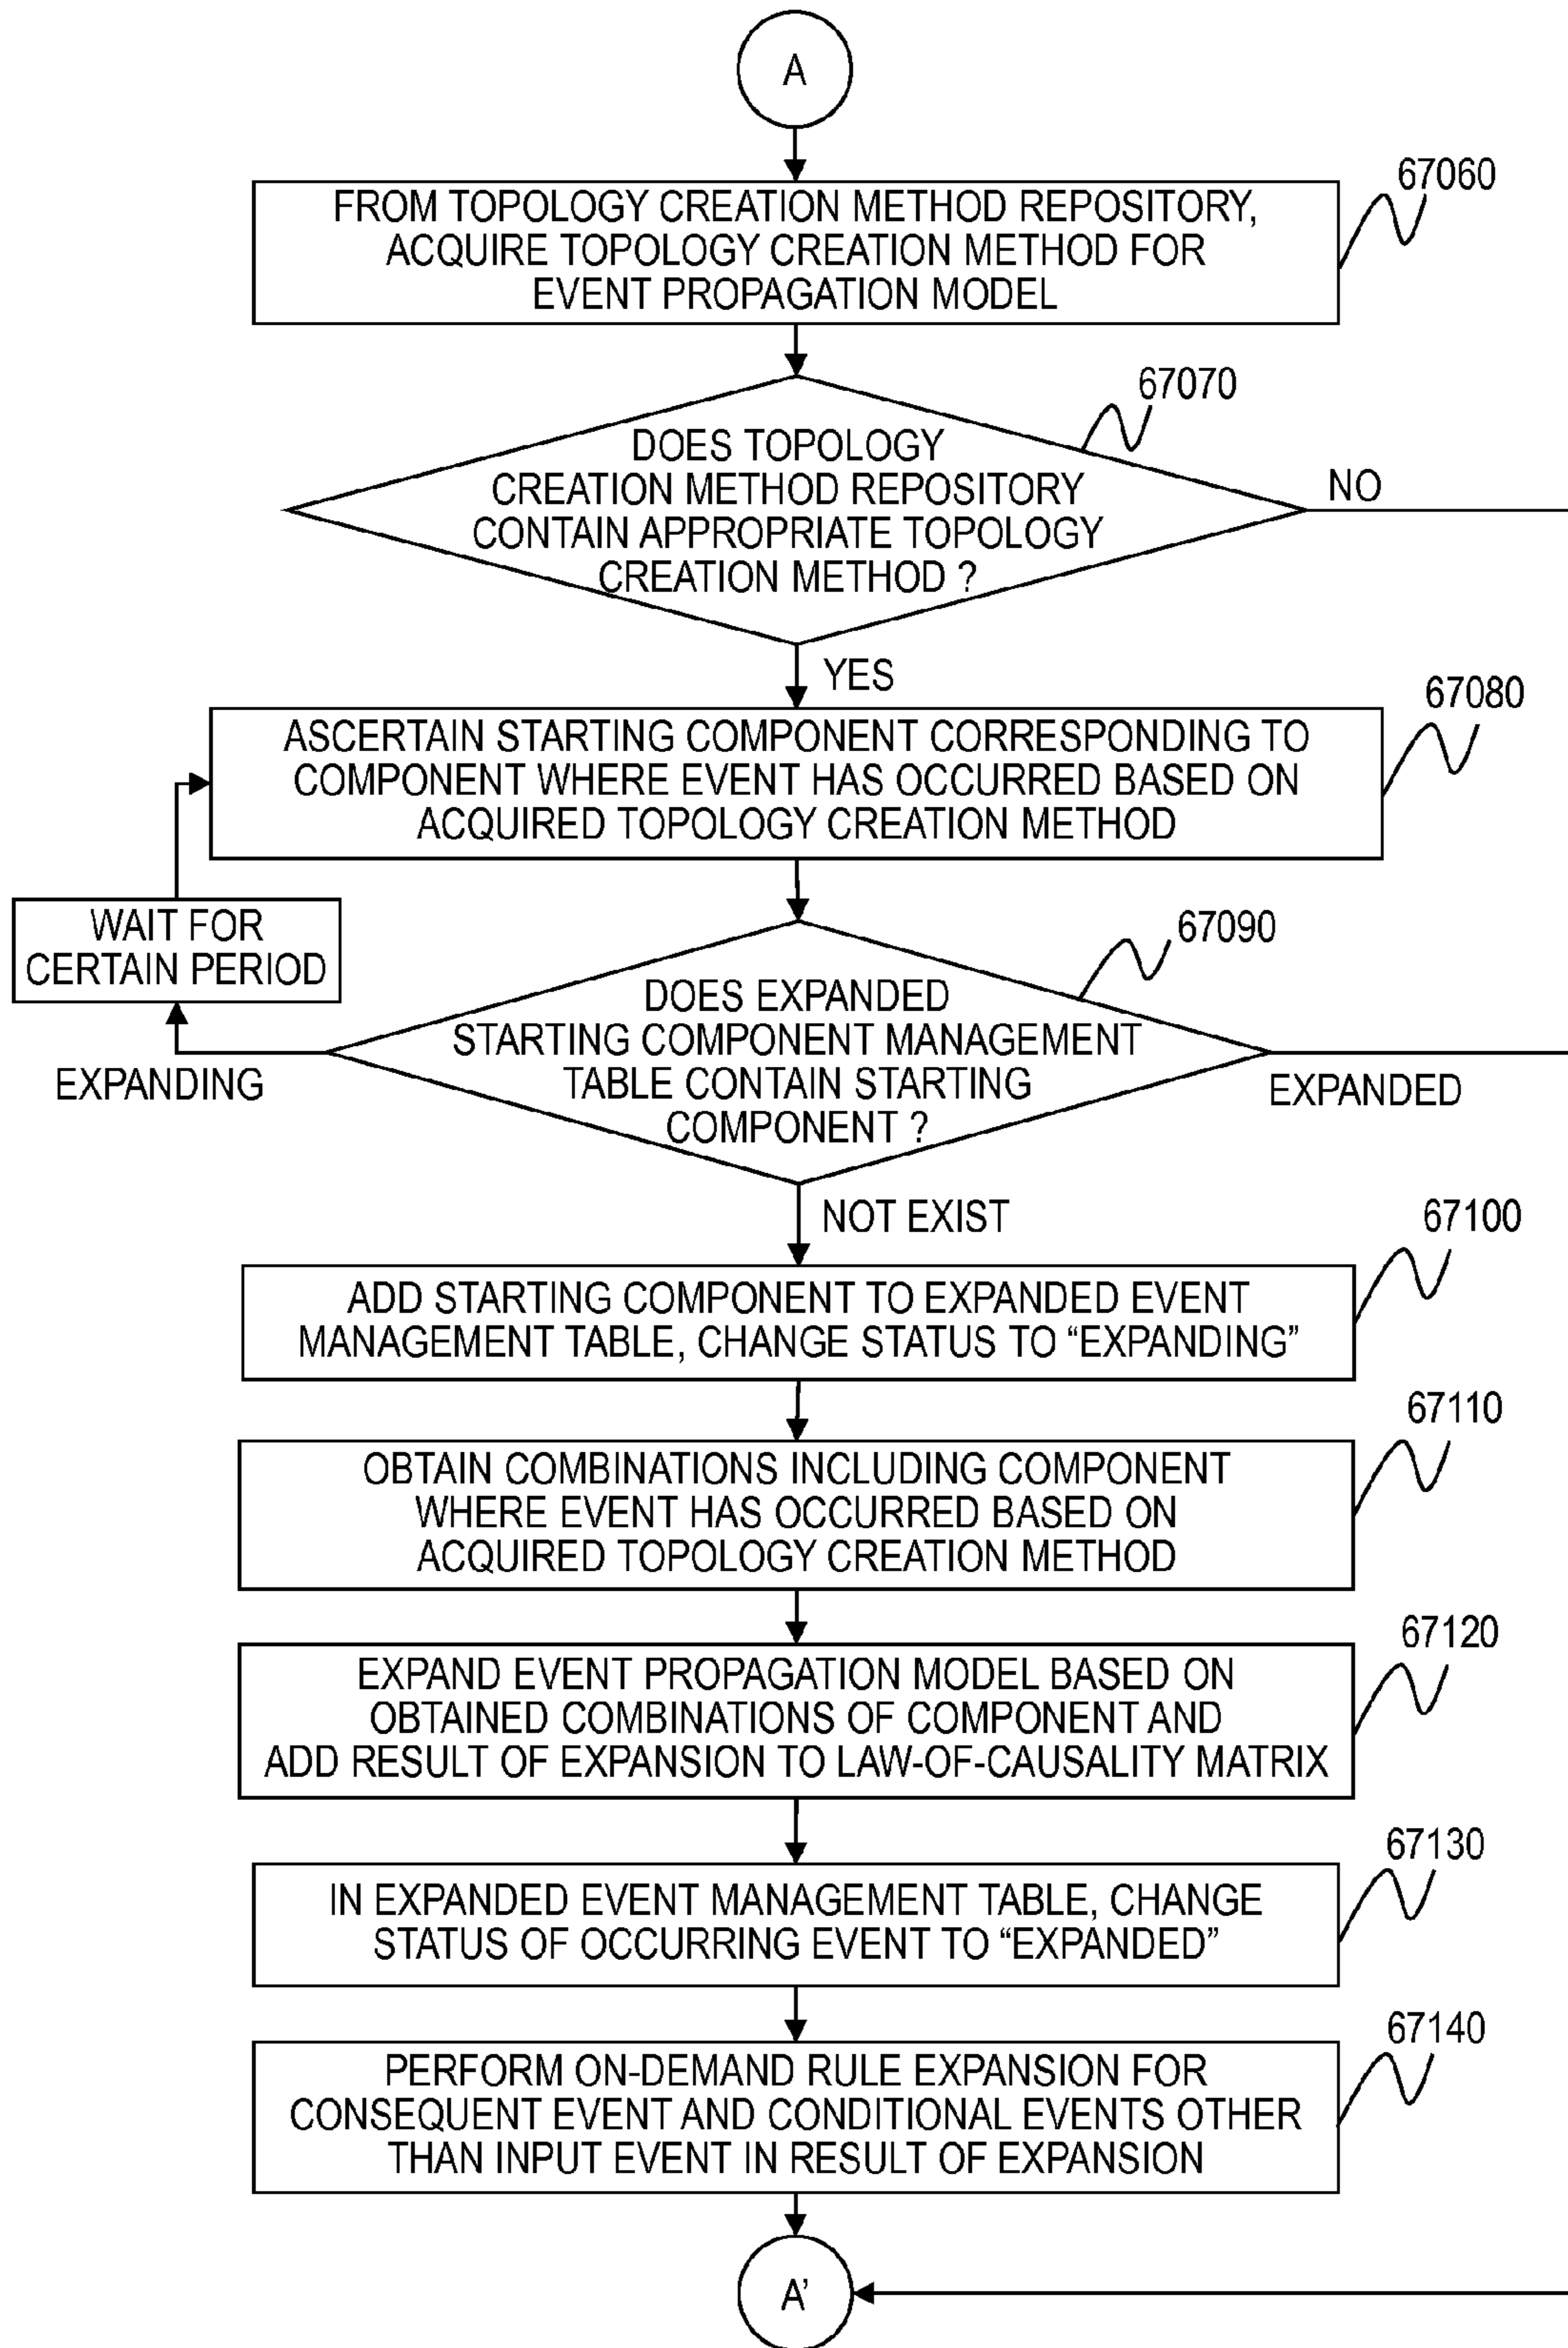 A
67060
FROM TOPOLOGY CREATION METHOD REPOSITORY,
ACQUIRE TOPOLOGY CREATION METHOD FOR
EVENT PROPAGATION MODEL
67070
DOES TOPOLOGY
CREATION METHOD REPOSITORY
CONTAIN APPROPRIATE TOPOLOGY
CREATION METHOD ?
NO
YES
67080
ASCERTAIN STARTING COMPONENT CORRESPONDING TO
COMPONENT WHERE EVENT HAS OCCURRED BASED ON
ACQUIRED TOPOLOGY CREATION METHOD
WAIT FOR
CERTAIN PERIOD
67090
DOES EXPANDED
STARTING COMPONENT MANAGEMENT
TABLE CONTAIN STARTING
COMPONENT ?
EXPANDING
EXPANDED
NOT EXIST
67100
ADD STARTING COMPONENT TO EXPANDED EVENT
MANAGEMENT TABLE, CHANGE STATUS TO “EXPANDING”
67110
OBTAIN COMBINATIONS INCLUDING COMPONENT
WHERE EVENT HAS OCCURRED BASED ON
ACQUIRED TOPOLOGY CREATION METHOD
67120
EXPAND EVENT PROPAGATION MODEL BASED ON
OBTAINED COMBINATIONS OF COMPONENT AND
ADD RESULT OF EXPANSION TO LAW-OF-CAUSALITY MATRIX
67130
IN EXPANDED EVENT MANAGEMENT TABLE, CHANGE
STATUS OF OCCURRING EVENT TO “EXPANDED”
67140
PERFORM ON-DEMAND RULE EXPANSION FOR
CONSEQUENT EVENT AND CONDITIONAL EVENTS OTHER
THAN INPUT EVENT IN RESULT OF EXPANSION
A’